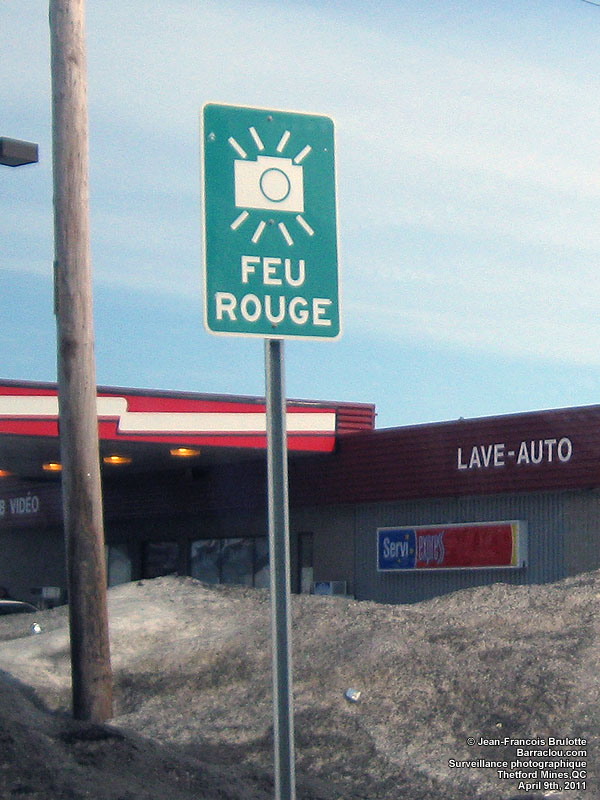 FEU
ROUGE
LAVE-AUTO
B VIDÉO
Servi-express
© Jean-Francois Brulotte
Barraclou.com
Surveillance photographique
Thetford Mines,QC
April 9th, 2011